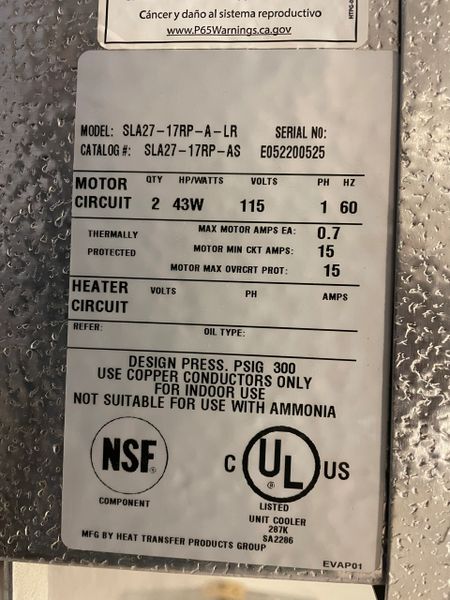 Cáncer y daño al sistema reproductivo
www.P65Warnings.ca.gov
MODEL: SLA27-17RP-A-LR SERIAL NO:
CATALOG #: SLA27-17RP-AS E052200525
MOTOR CIRCUIT QTY HP/WATTS VOLTS PH HZ
2 43W 115 1 60
THERMALLY PROTECTED
MAX MOTOR AMPS EA: 0.7
MOTOR MIN CKT AMPS: 15
MOTOR MAX OVRCRT PROT: 15
HEATER CIRCUIT VOLTS PH AMPS
REFER: OIL TYPE:
DESIGN PRESS. PSIG 300
USE COPPER CONDUCTORS ONLY
FOR INDOOR USE
NOT SUITABLE FOR USE WITH AMMONIA
NSF®
COMPONENT
C UL® US
LISTED
UNIT COOLER
287K
SA2286
MFG BY HEAT TRANSFER PRODUCTS GROUP
EVAP01